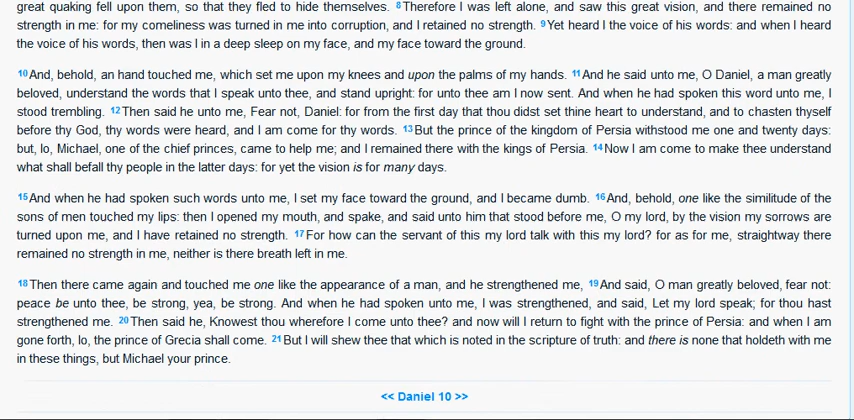 great quaking fell upon them, so that they fled to hide themselves. 8Therefore I was left alone, and saw this great vision, and there remained no
strength in me: for my comeliness was turned in me into corruption, and I retained no strength. 9Yet heard I the voice of his words: and when I heard
the voice of his words, then was I in a deep sleep on my face, and my face toward the ground.
10And, behold, an hand touched me, which set me upon my knees and upon the palms of my hands. 11And he said unto me, O Daniel, a man greatly
beloved, understand the words that I speak unto thee, and stand upright: for unto thee am I now sent. And when he had spoken this word unto me, I
stood trembling. 12Then said he unto me, Fear not, Daniel: for from the first day that thou didst set thine heart to understand, and to chasten thyself
before thy God, thy words were heard, and I am come for thy words. 13But the prince of the kingdom of Persia withstood me one and twenty days:
but, lo, Michael, one of the chief princes, came to help me; and I remained there with the kings of Persia. 14Now I am come to make thee understand
what shall befall thy people in the latter days: for yet the vision is for many days.
15And when he had spoken such words unto me, I set my face toward the ground, and I became dumb. 16And, behold, one like the similitude of the
sons of men touched my lips: then I opened my mouth, and spake, and said unto him that stood before me, O my lord, by the vision my sorrows are
turned upon me, and I have retained no strength. 17For how can the servant of this my lord talk with this my lord? for as for me, straightway there
remained no strength in me, neither is there breath left in me.
18Then there came again and touched me one like the appearance of a man, and he strengthened me, 19And said, O man greatly beloved, fear not:
peace be unto thee, be strong, yea, be strong. And when he had spoken unto me, I was strengthened, and said, Let my lord speak; for thou hast
strengthened me. 20Then said he, Knowest thou wherefore I come unto thee? and now will I return to fight with the prince of Persia: and when I am
gone forth, lo, the prince of Grecia shall come. 21But I will shew thee that which is noted in the scripture of truth: and there is none that holdeth with me
in these things, but Michael your prince.
<< Daniel 10 >>